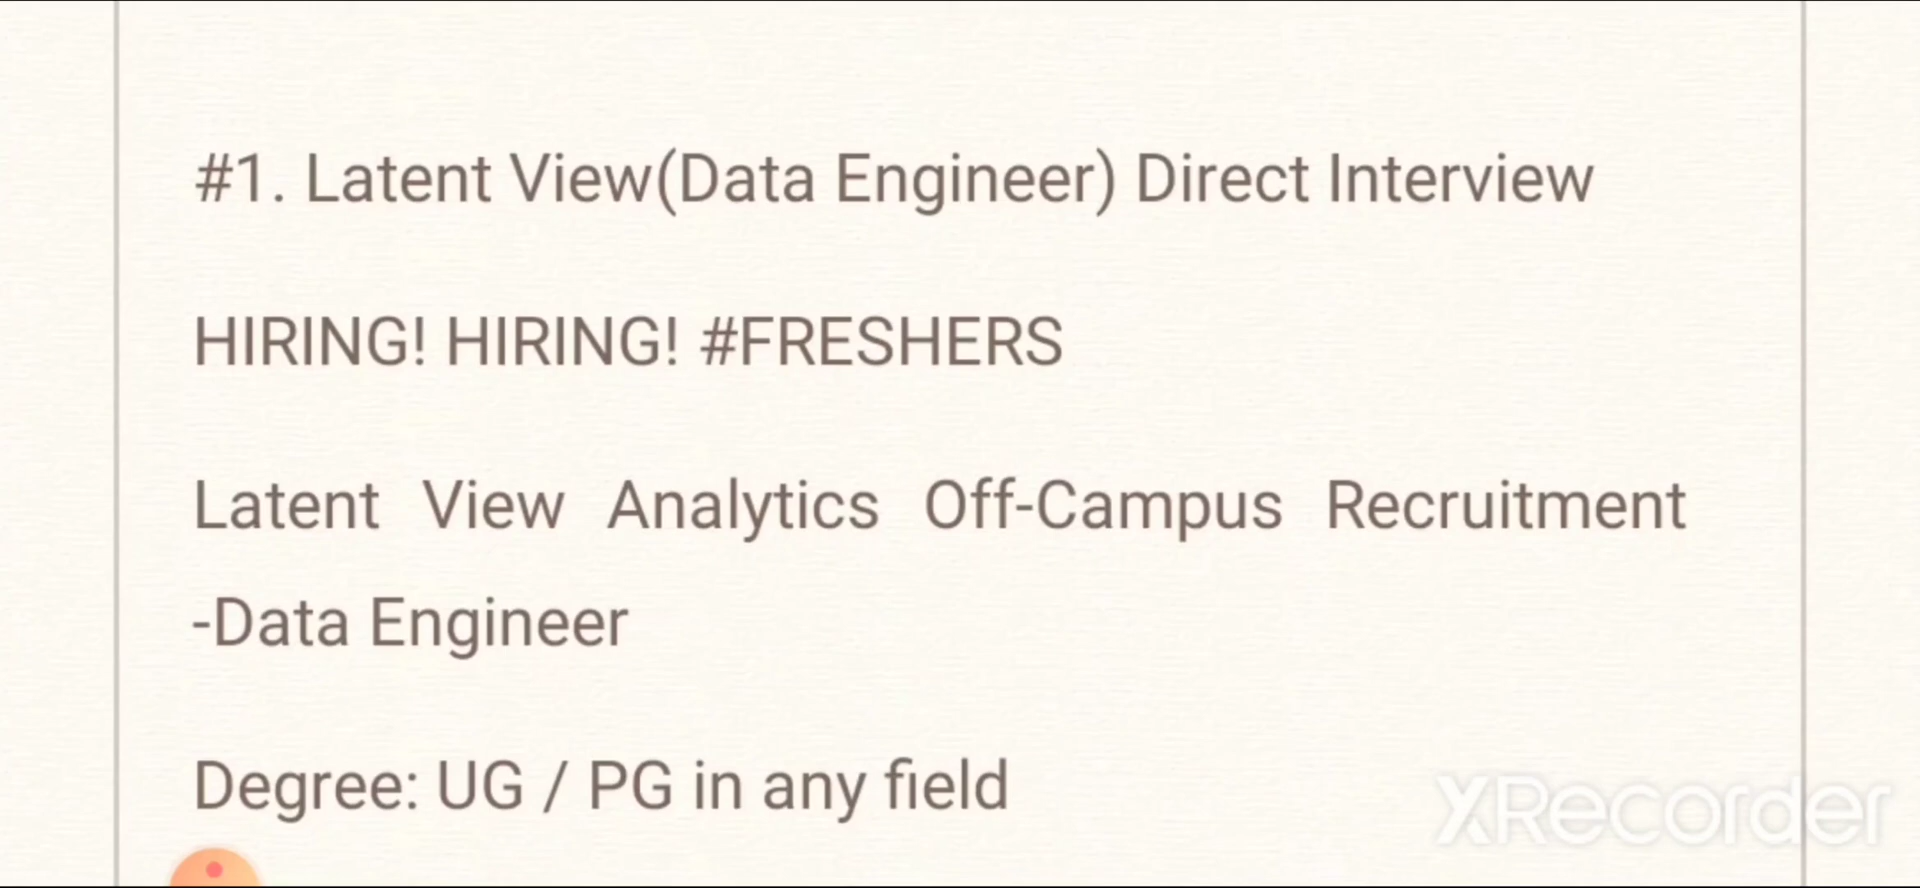 #1. Latent View(Data Engineer) Direct Interview
HIRING! HIRING! #FRESHERS
Latent View Analytics Off-Campus Recruitment
-Data Engineer
Degree: UG / PG in any field
XRecorder